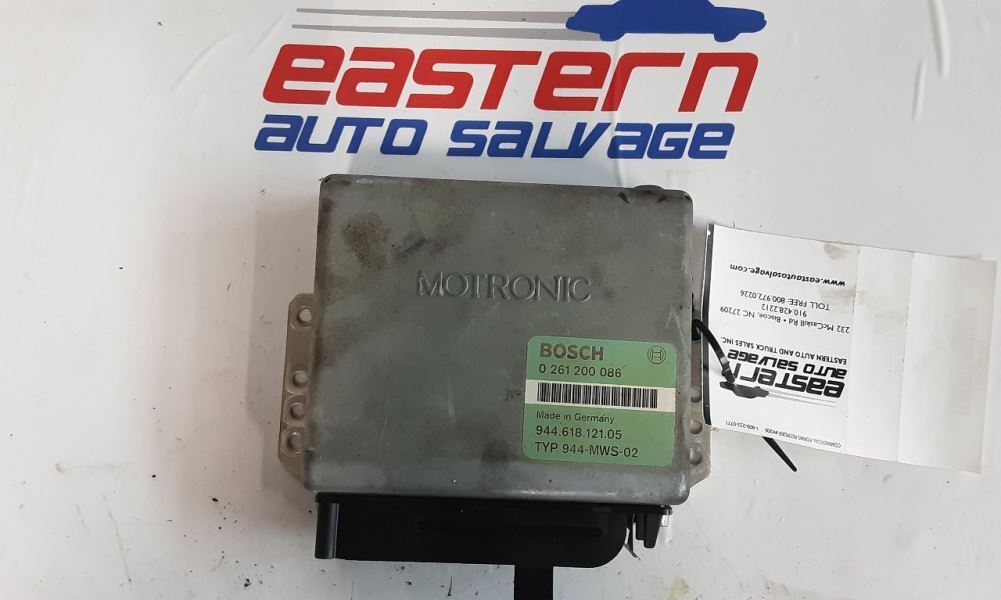 eastern
auto salvage
MOTRONIC
BOSCH
0 261 200 086
Made in Germany
944.618.121.05
TYP 944-MWS-02
eastern
auto salvage
EASTERN AUTO AND TRUCK SALES INC.
232 McCaskill Rd • Biscoe, NC 27209
910.428.2212
TOLL FREE: 800.972.0226
www.eastautosalvage.com